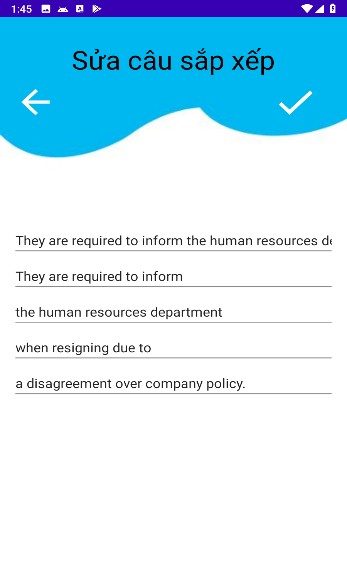 1:45
Sửa câu sắp xếp
They are required to inform the human resources
They are required to inform
the human resources department
when resigning due to
a disagreement over company policy.